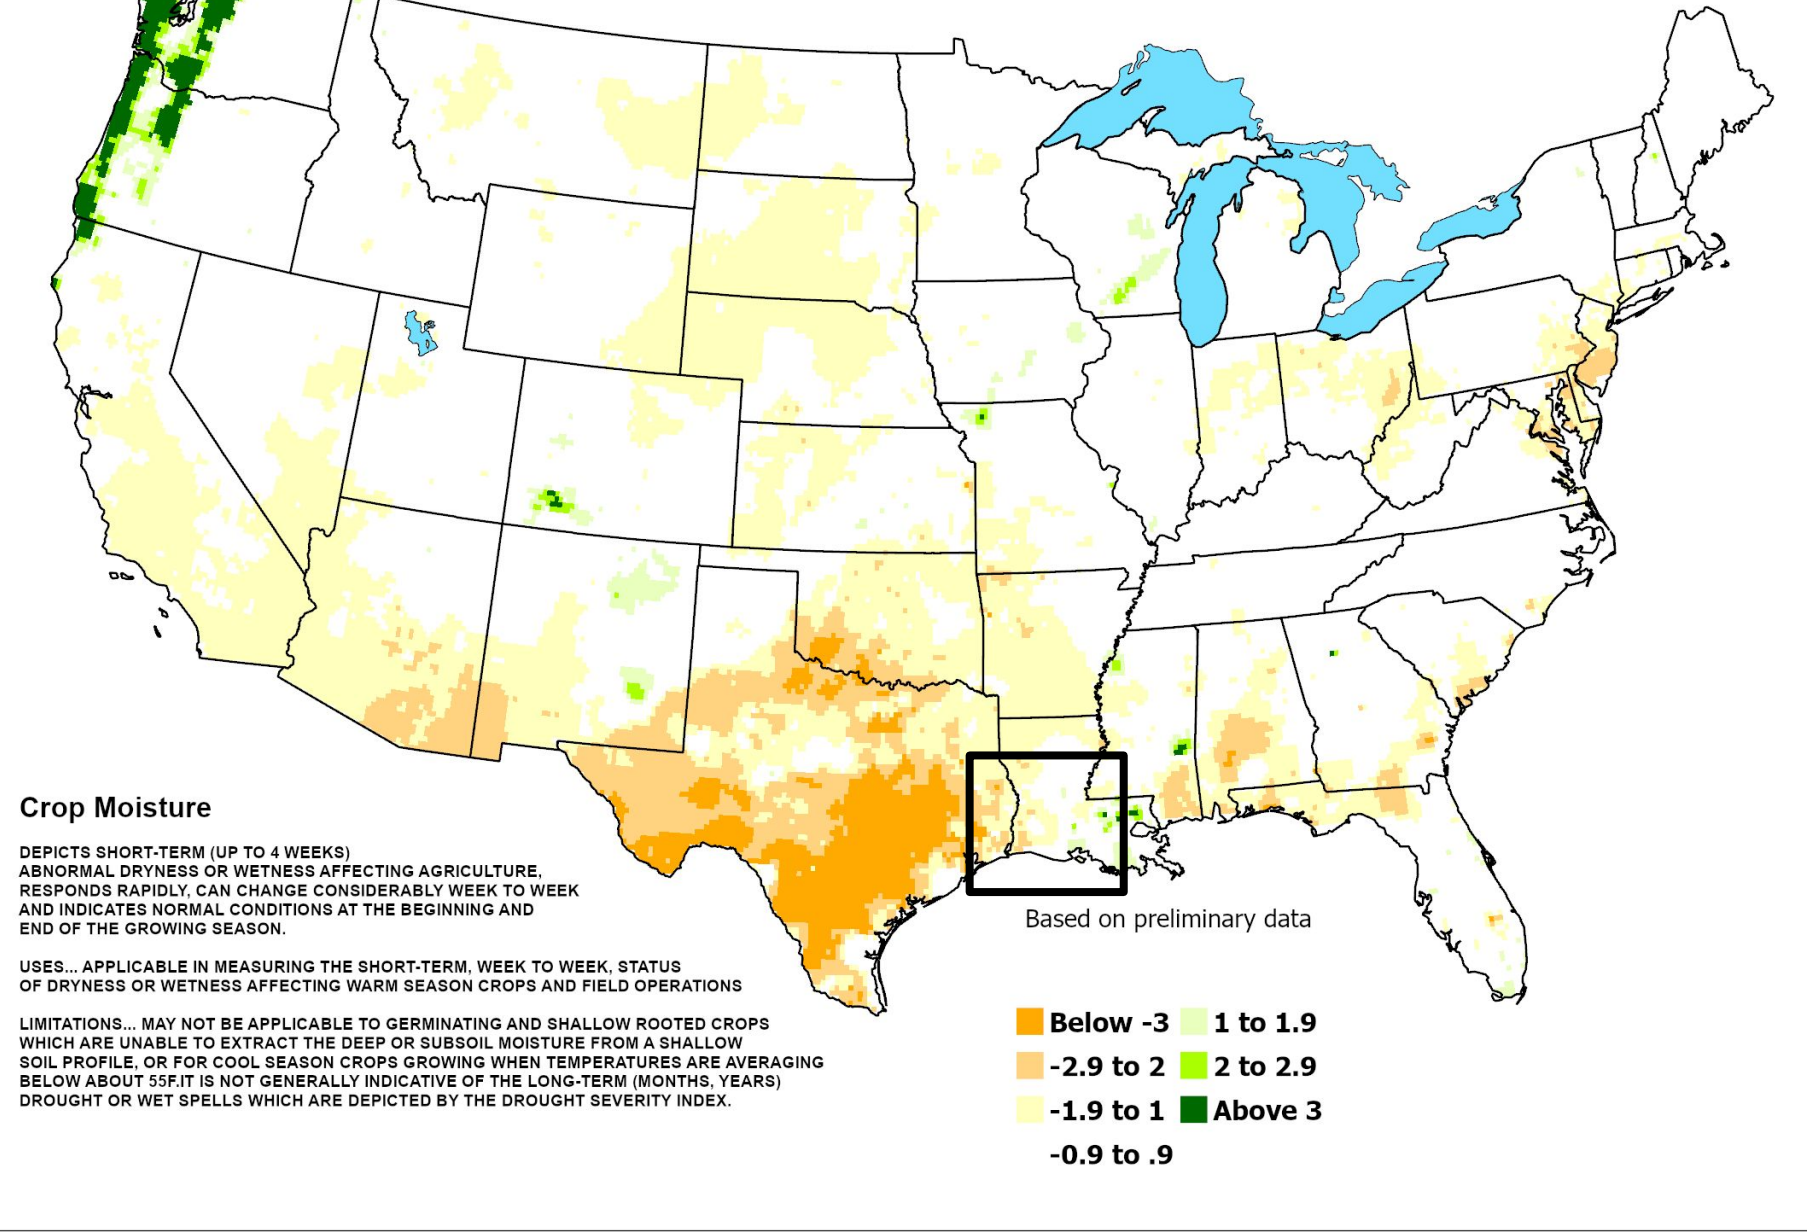 Crop Moisture
DEPICTS SHORT-TERM (UP TO 4 WEEKS)
ABNORMAL DRYNESS OR WETNESS AFFECTING AGRICULTURE,
RESPONDS RAPIDLY, CAN CHANGE CONSIDERABLY WEEK TO WEEK
AND INDICATES NORMAL CONDITIONS AT THE BEGINNING AND
END OF THE GROWING SEASON.
USES... APPLICABLE IN MEASURING THE SHORT-TERM, WEEK TO WEEK, STATUS
OF DRYNESS OR WETNESS AFFECTING WARM SEASON CROPS AND FIELD OPERATIONS
LIMITATIONS... MAY NOT BE APPLICABLE TO GERMINATING AND SHALLOW ROOTED CROPS
WHICH ARE UNABLE TO EXTRACT THE DEEP OR SUBSOIL MOISTURE FROM A SHALLOW
SOIL PROFILE, OR FOR COOL SEASON CROPS GROWING WHEN TEMPERATURES ARE AVERAGING
BELOW ABOUT 55F.IT IS NOT GENERALLY INDICATIVE OF THE LONG-TERM (MONTHS, YEARS)
DROUGHT OR WET SPELLS WHICH ARE DEPICTED BY THE DROUGHT SEVERITY INDEX.
Based on preliminary data
Below -3
-2.9 to 2
-1.9 to 1
-0.9 to .9
1 to 1.9
2 to 2.9
Above 3